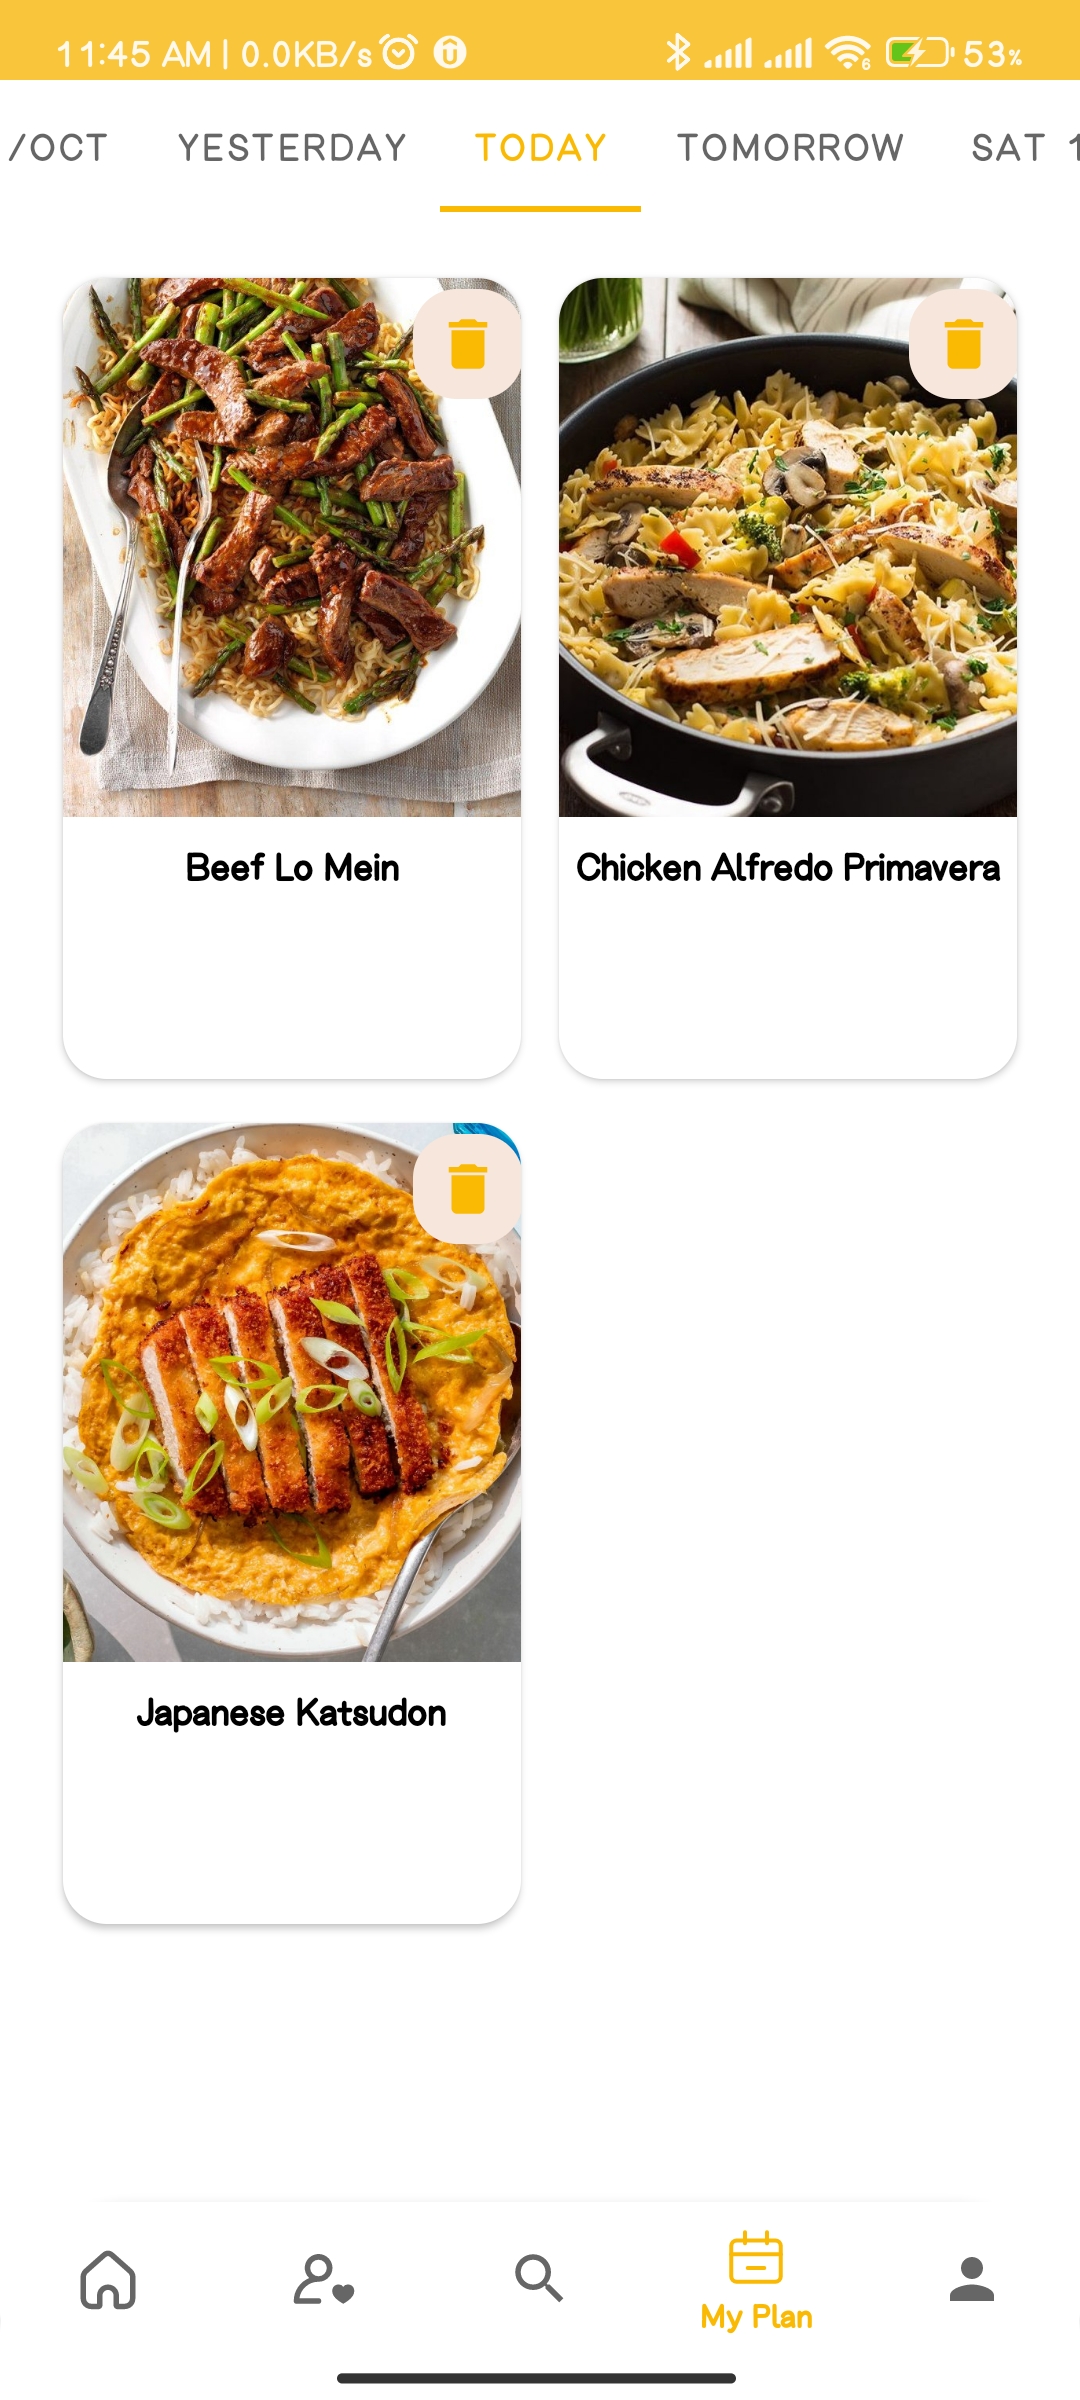 11:45 AM | 0.0KB/s 53%
/OCT YESTERDAY TODAY TOMORROW SAT 1
Beef Lo Mein
Chicken Alfredo Primavera
Japanese Katsudon
My Plan